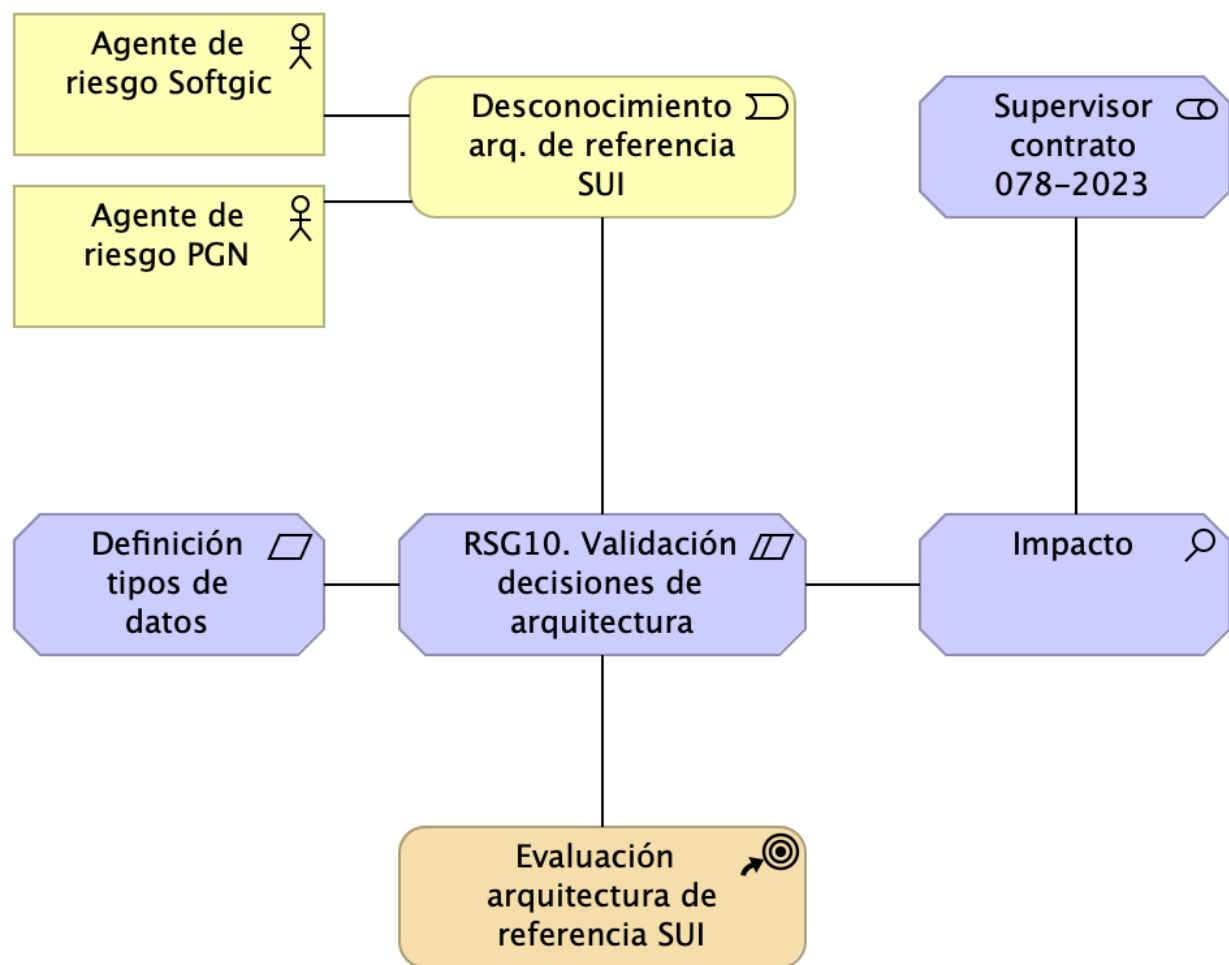 Agente de
riesgo Softgic
Desconocimiento
arq. de referencia
SUI
Supervisor
contrato
078-2023
Agente de
riesgo PGN
Definición
tipos de
datos
RSG10. Validación
decisiones de
arquitectura
Impacto
Evaluación
arquitectura de
referencia SUI